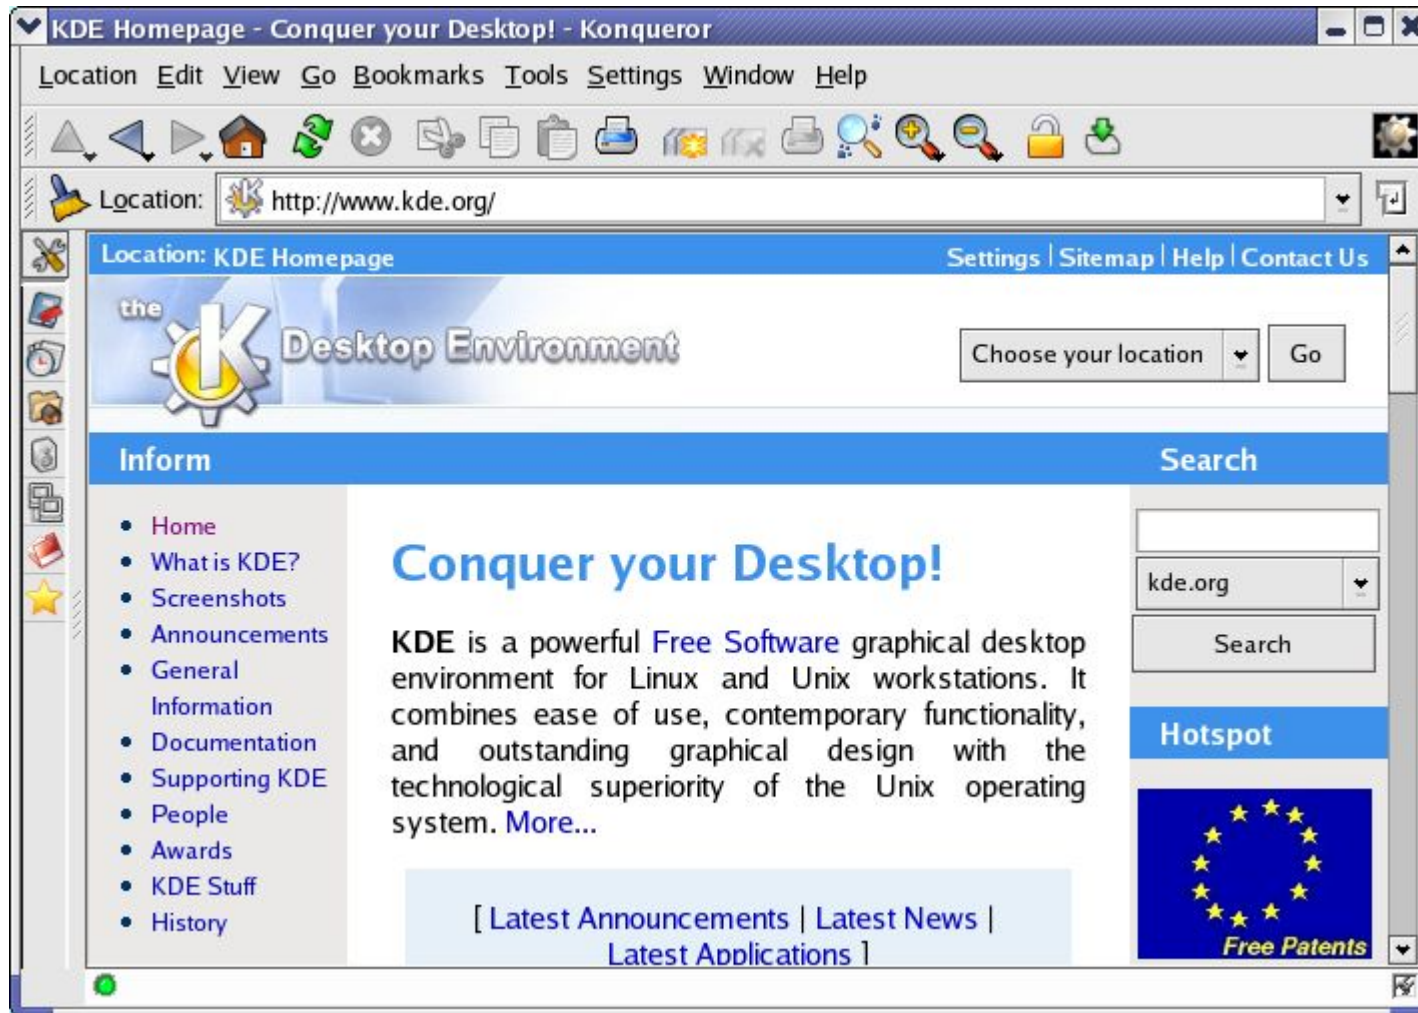 KDE Homepage - Conquer your Desktop! - Konqueror
Location Edit View Go Bookmarks Tools Settings Window Help
Location: http://www.kde.org/
Location: KDE Homepage
Settings | Sitemap | Help | Contact Us
the K Desktop Environment
Choose your location
Go
Inform
Search
Home
What is KDE?
Screenshots
Announcements
General
Information
Documentation
Supporting KDE
People
Awards
KDE Stuff
History
Conquer your Desktop!
KDE is a powerful Free Software graphical desktop
environment for Linux and Unix workstations. It
combines ease of use, contemporary functionality,
and outstanding graphical design with the
technological superiority of the Unix operating
system. More...
[ Latest Announcements | Latest News |
Latest Applications ]
kde.org
Search
Hotspot
Free Patents